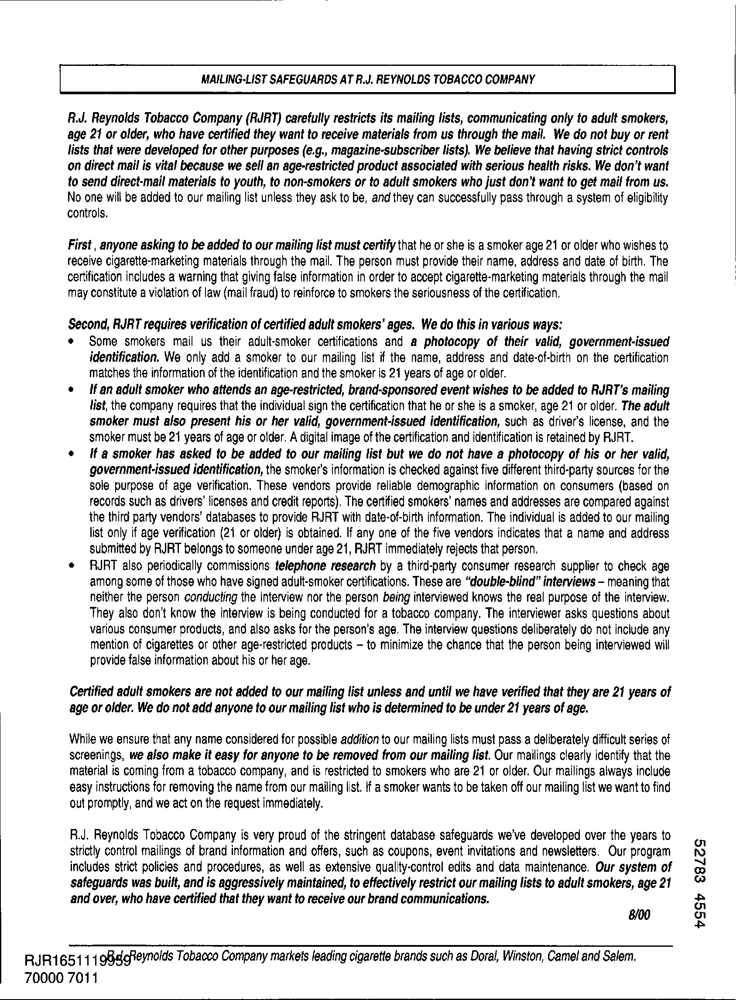 MAILING-LIST SAFEGUARDS AT R.J. REYNOLDS TOBACCO COMPANY
R.J. Reynolds Tobacco Company (RJRT) carefully restricts its mailing lists, communicating only to adult smokers,
age 21 or older, who have certified they want to receive materials from us through the mail. We do not buy or rent
lists that were developed for other purposes (e.g., magazine-subscriber lists). We believe that having strict controls
on direct mail is vital because we sell an age-restricted product associated with serious health risks. We don't want
to send direct-mail materials to youth, to non-smokers or to adult smokers who just don't want to get mail from us.
No one will be added to our mailing list unless they ask to be, and they can successfully pass through a system of eligibility
controls.
First , anyone asking to be added to our mailing list must certify that he or she is a smoker age 21 or older who wishes to
receive cigarette-marketing materials through the mail. The person must provide their name, address and date of birth. The
certification includes a warning that giving false information in order to accept cigarette-marketing materials through the mail
may constitute a violation of law (mail fraud) to reinforce to smokers the seriousness of the certification.
Second, RJRT requires verification of certified adult smokers' ages. We do this in various ways:
• Some smokers mail us their adult-smoker certifications and a photocopy of their valid, government-issued
identification. We only add a smoker to our mailing list if the name, address and date-of-birth on the certification
matches the information of the identification and the smoker is 21 years of age or older.
• If an adult smoker who attends an age-restricted, brand-sponsored event wishes to be added to RJRT's mailing
list, the company requires that the individual sign the certification that he or she is a smoker, age 21 or older. The adult
smoker must also present his or her valid, government-issued identification, such as driver's license, and the
smoker must be 21 years of age or older. A digital image of the certification and identification is retained by RJRT.
• If a smoker has asked to be added to our mailing list but we do not have a photocopy of his or her valid,
government-issued identification, the smoker's information is checked against five different third-party sources for the
sole purpose of age verification. These vendors provide reliable demographic information on consumers (based on
records such as drivers' licenses and credit reports). The certified smokers' names and addresses are compared against
the third party vendors' databases to provide RJRT with date-of-birth information. The individual is added to our mailing
list only if age verification (21 or older) is obtained. If any one of the five vendors indicates that a name and address
submitted by RJRT belongs to someone under age 21, RJRT immediately rejects that person.
• RJRT also periodically commissions telephone research by a third-party consumer research supplier to check age
among some of those who have signed adult-smoker certifications. These are "double-blind" interviews – meaning that
neither the person conducting the interview nor the person being interviewed knows the real purpose of the interview.
They also don't know the interview is being conducted for a tobacco company. The interviewer asks questions about
various consumer products, and also asks for the person's age. The interview questions deliberately do not include any
mention of cigarettes or other age-restricted products – to minimize the chance that the person being interviewed will
provide false information about his or her age.
Certified adult smokers are not added to our mailing list unless and until we have verified that they are 21 years of
age or older. We do not add anyone to our mailing list who is determined to be under 21 years of age.
While we ensure that any name considered for possible addition to our mailing lists must pass a deliberately difficult series of
screenings, we also make it easy for anyone to be removed from our mailing list. Our mailings clearly identify that the
material is coming from a tobacco company, and is restricted to smokers who are 21 or older. Our mailings always include
easy instructions for removing the name from our mailing list. If a smoker wants to be taken off our mailing list we want to find
out promptly, and we act on the request immediately.
R.J. Reynolds Tobacco Company is very proud of the stringent database safeguards we've developed over the years to
strictly control mailings of brand information and offers, such as coupons, event invitations and newsletters. Our program
includes strict policies and procedures, as well as extensive quality-control edits and data maintenance. Our system of
safeguards was built, and is aggressively maintained, to effectively restrict our mailing lists to adult smokers, age 21
and over, who have certified that they want to receive our brand communications.
8/00
52783 4554
R.J. Reynolds Tobacco Company markets leading cigarette brands such as Doral, Winston, Camel and Salem.
RJR1651119959
70000 7011